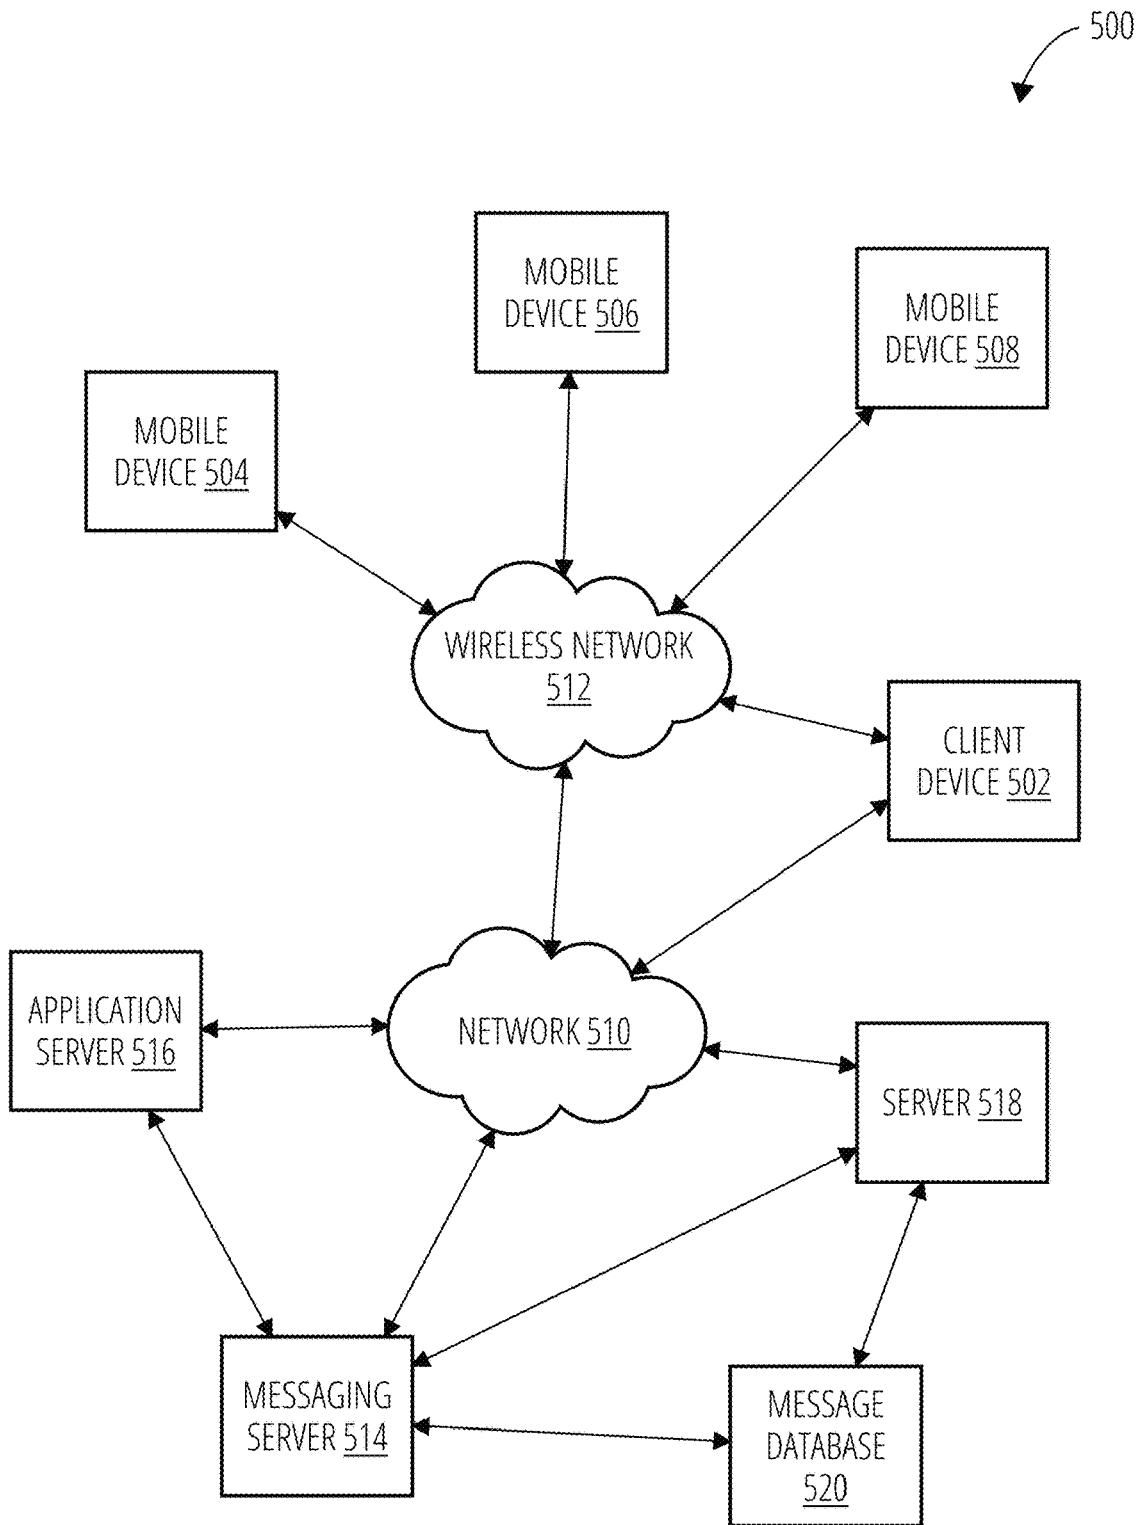 500
MOBILE
DEVICE 506
MOBILE
DEVICE 508
MOBILE
DEVICE 504
WIRELESS NETWORK
512
CLIENT
DEVICE 502
APPLICATION
SERVER 516
NETWORK 510
SERVER 518
MESSAGING
SERVER 514
MESSAGE
DATABASE
520